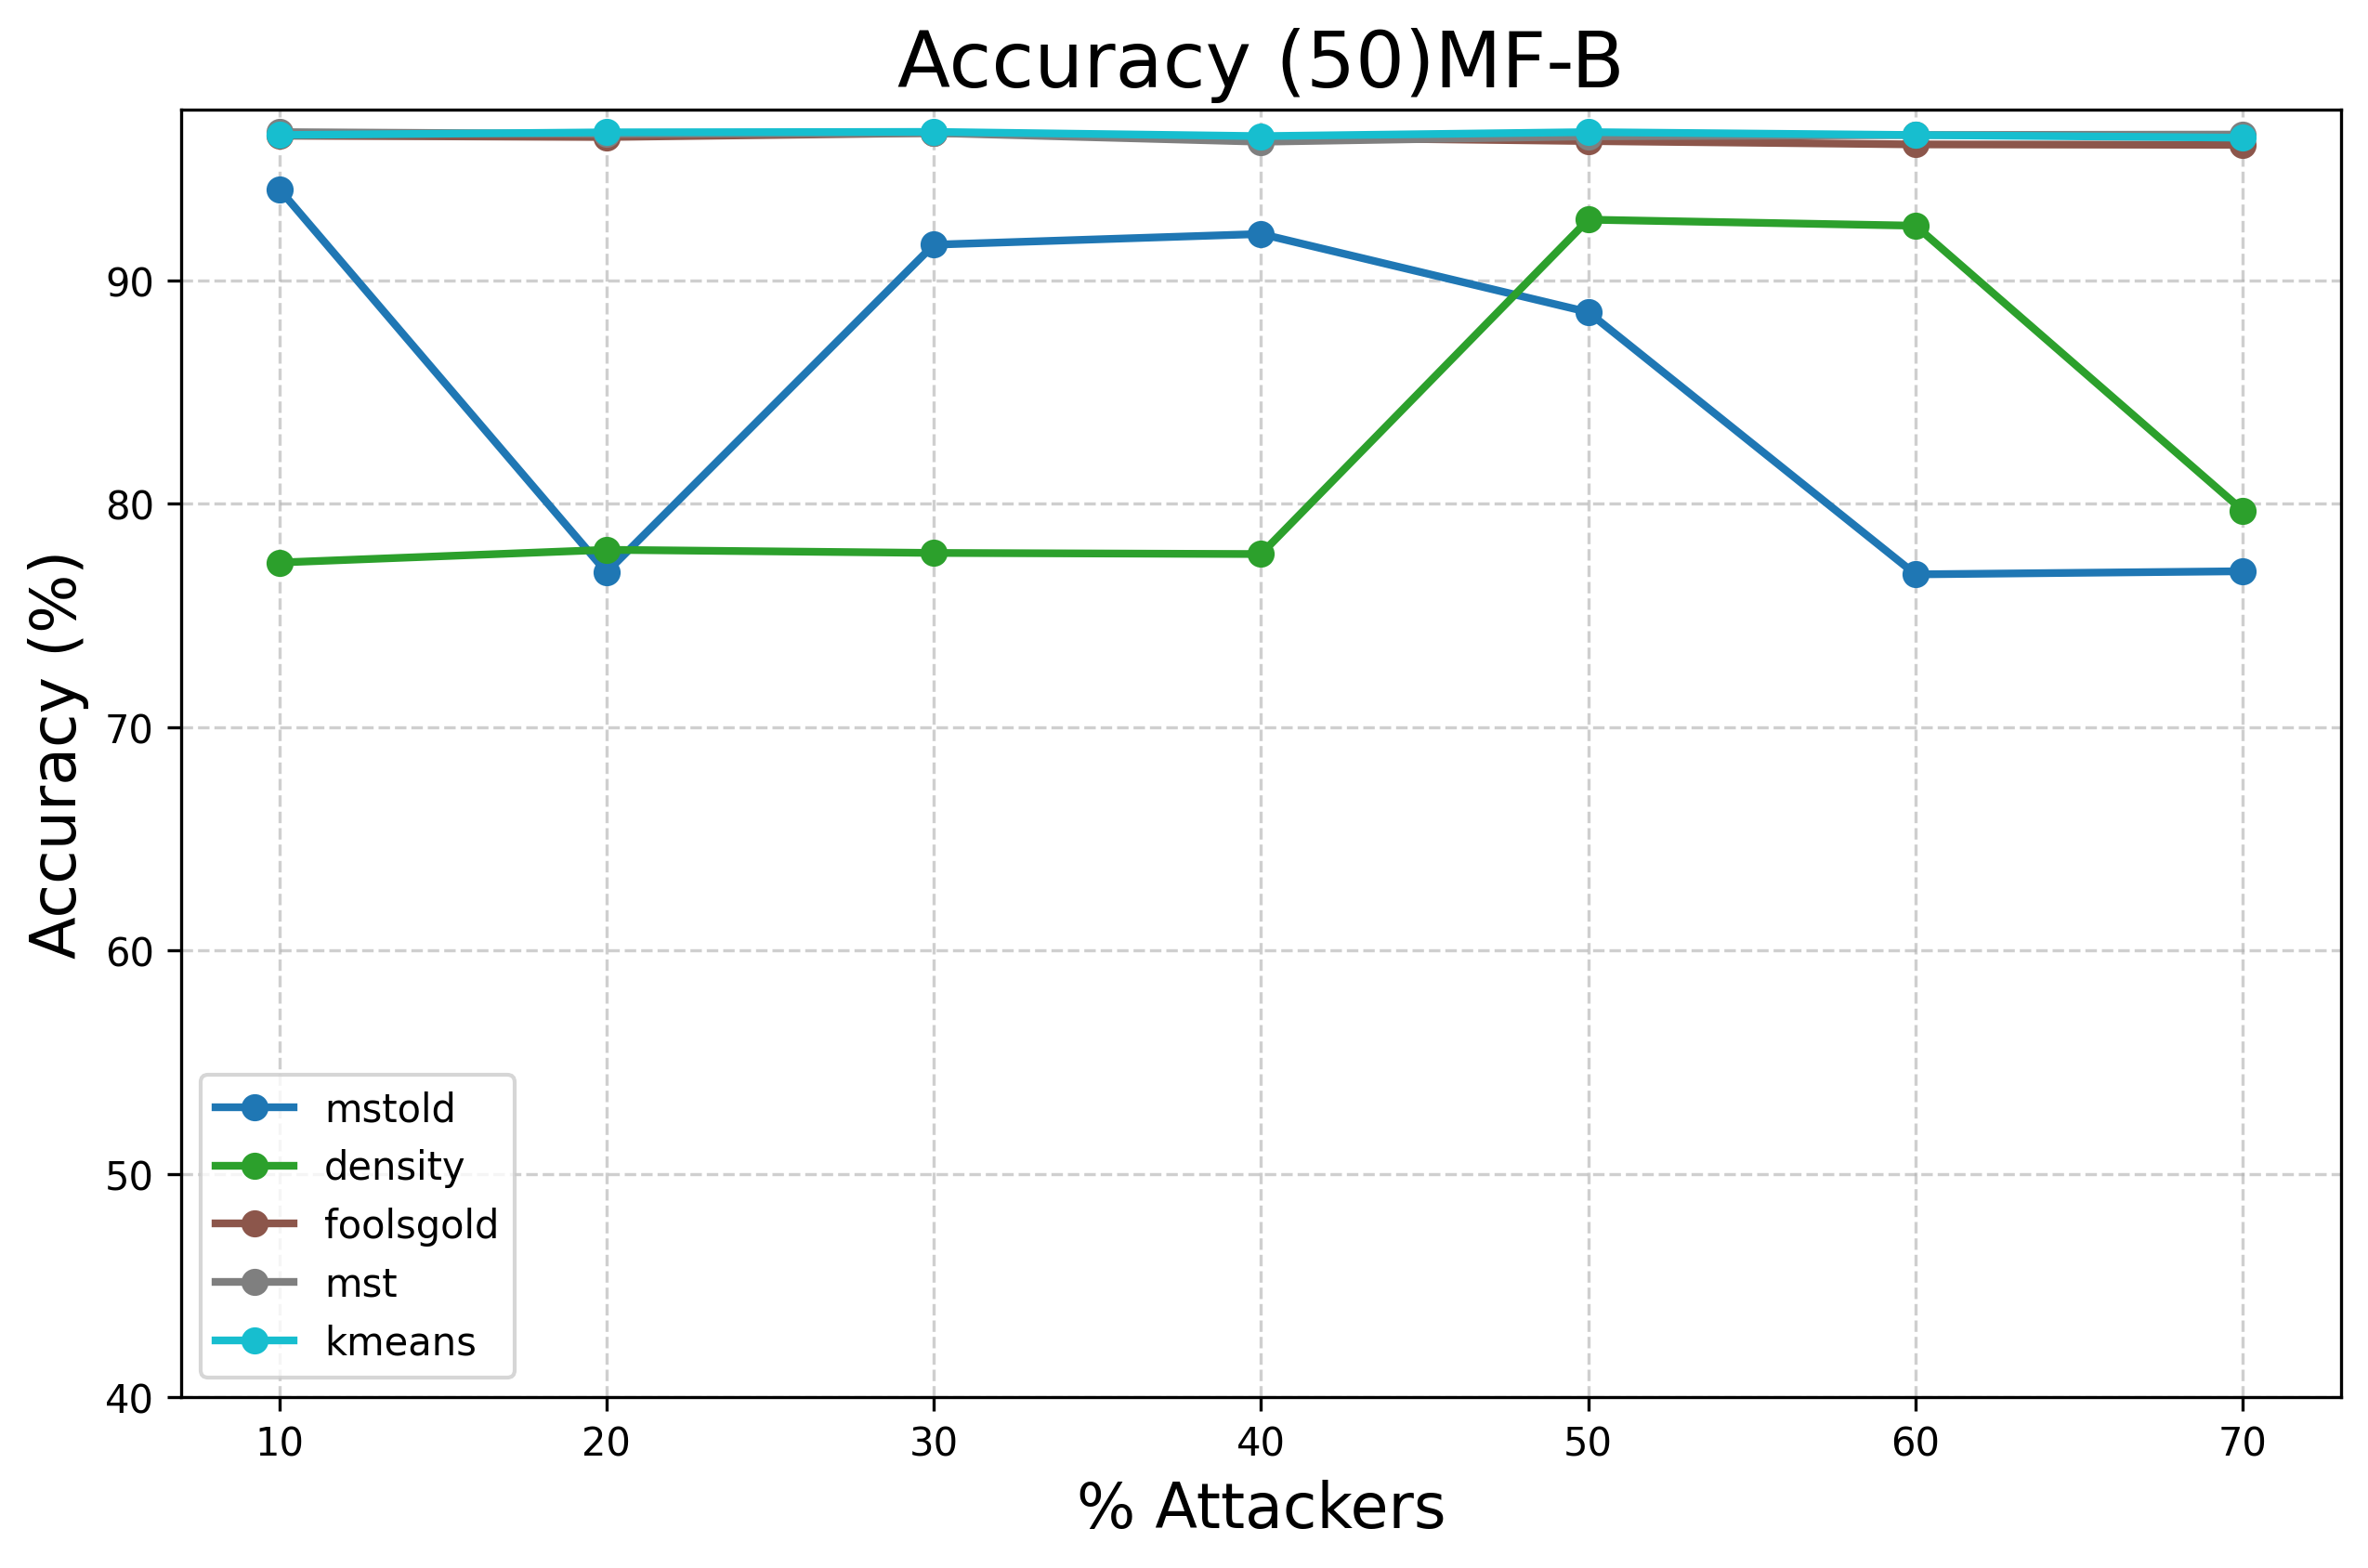 Accuracy (50)MF-B
Accuracy (%)
90
80
70
60
50
40
mstold
density
foolsgold
mst
kmeans
10 20 30 40 50 60 70
% Attackers